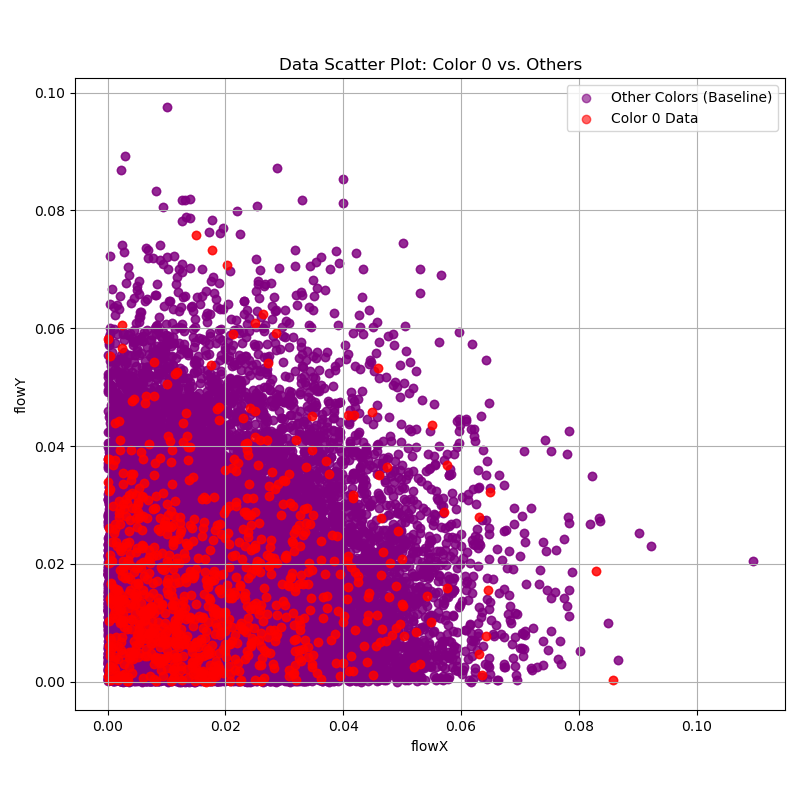 Data Scatter Plot: Color 0 vs. Others
Other Colors (Baseline)
Color 0 Data
0.10
0.08
0.06
0.04
0.02
0.00
flowY
0.00 0.02 0.04 0.06 0.08 0.10
flowX